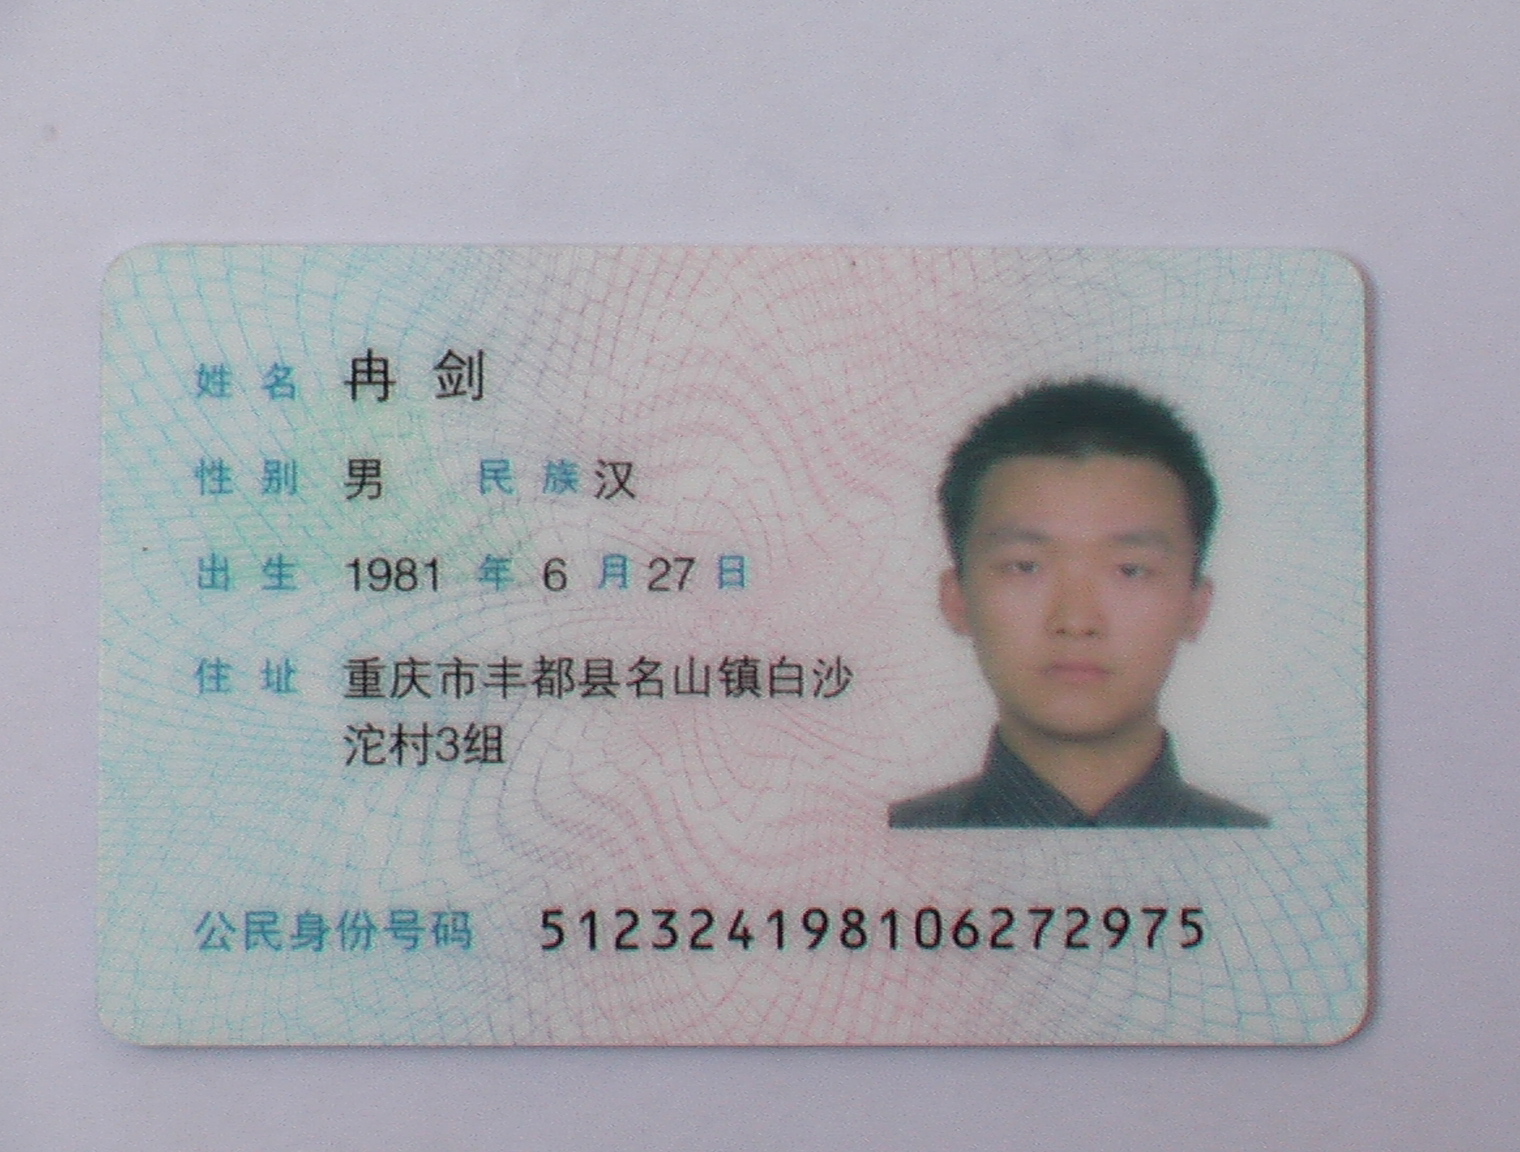 姓名 冉剑
性别 男 民族 汉
出生 1981 年 6 月 27 日
住址 重庆市丰都县名山镇白沙
沱村3组
公民身份号码 512324198106272975